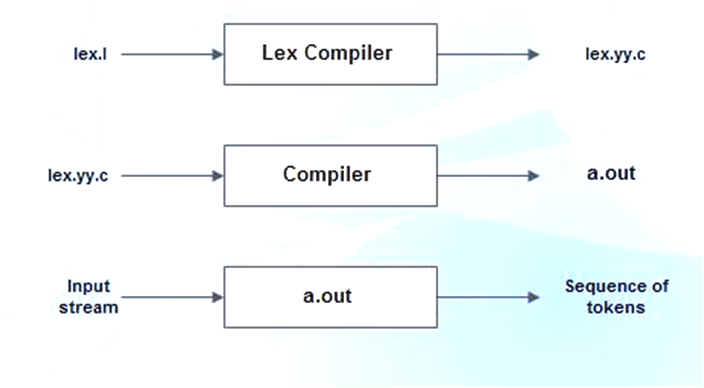 lex.l
Lex Compiler
lex.yy.c
lex.yy.c
Compiler
a.out
Input
stream
a.out
Sequence of
tokens